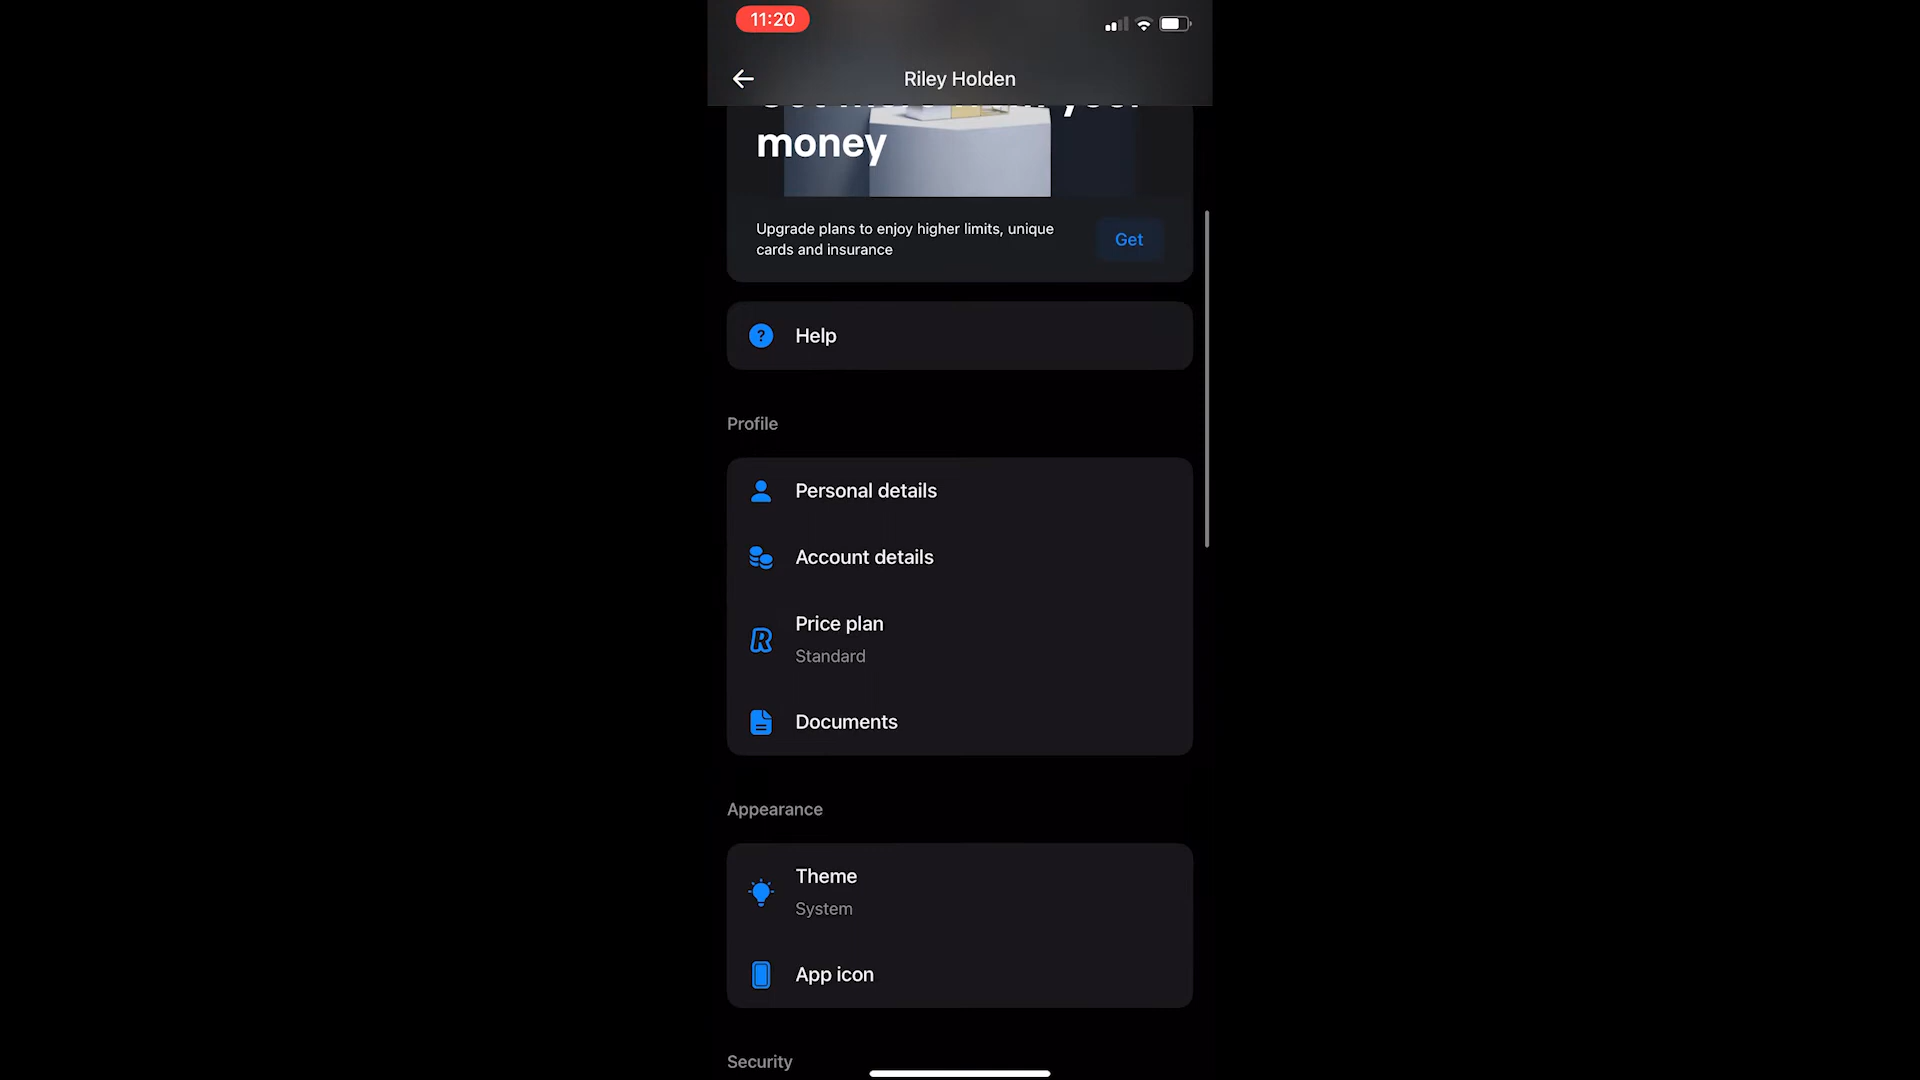 11:20
Riley Holden
money
Upgrade plans to enjoy higher limits, unique
cards and insurance
Get
Help
Profile
Personal details
Account details
Price plan
Standard
Documents
Appearance
Theme
System
App icon
Security